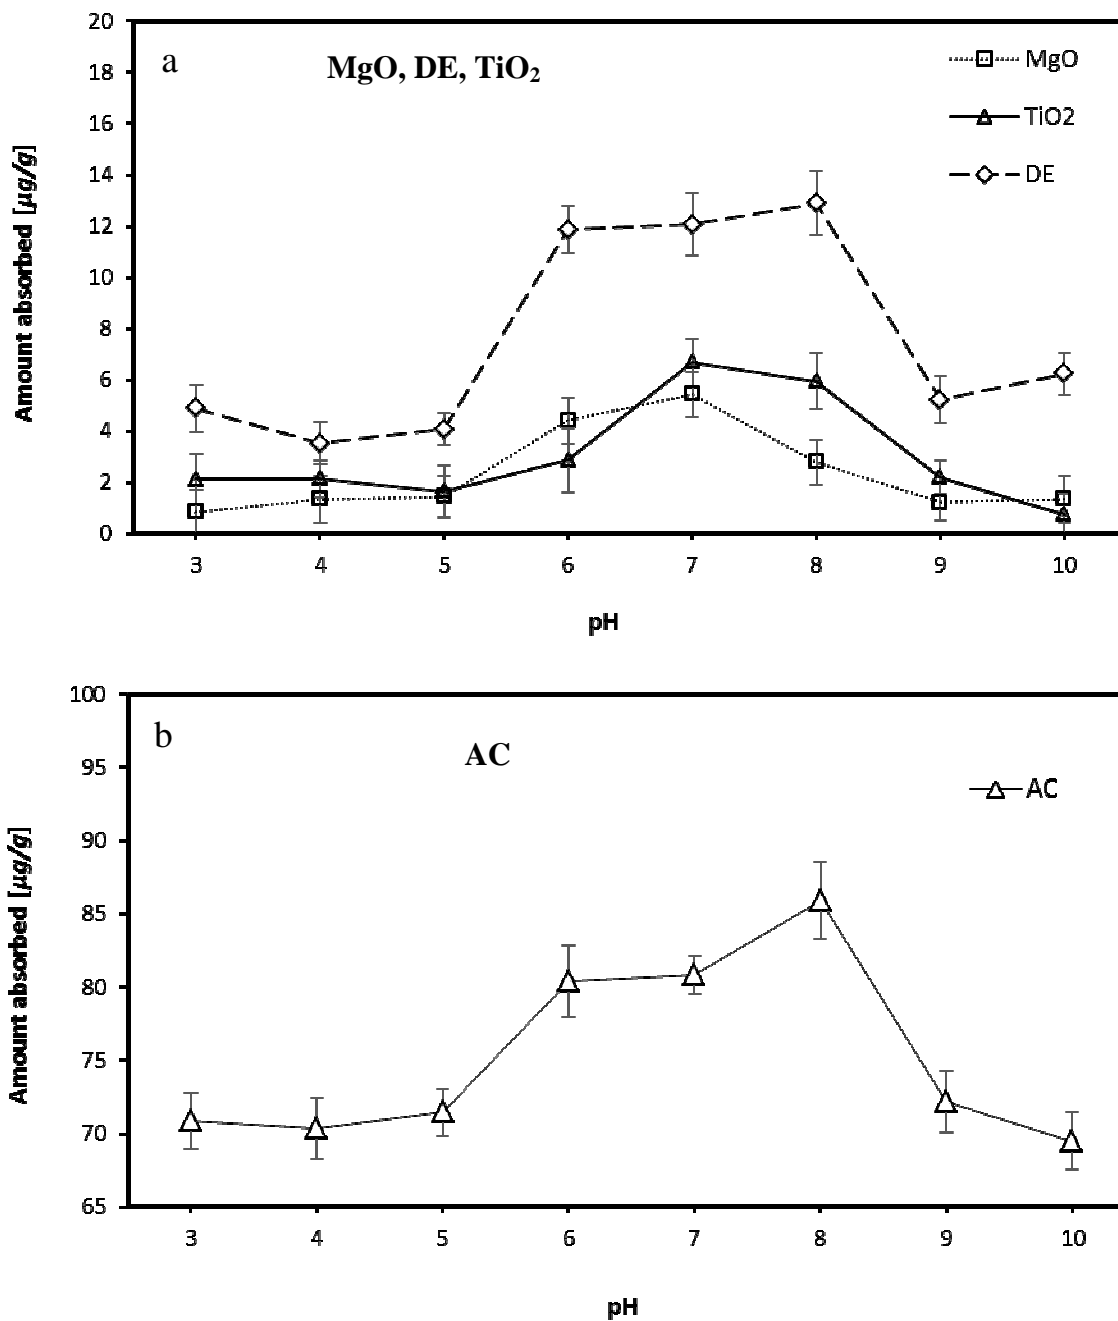 a
MgO, DE, TiO₂
MgO
TiO2
DE
Amount absorbed [µg/g]
20
18
16
14
12
10
8
6
4
2
0
3 4 5 6 7 8 9 10
pH
b
AC
AC
Amount absorbed [µg/g]
100
95
90
85
80
75
70
65
3 4 5 6 7 8 9 10
pH